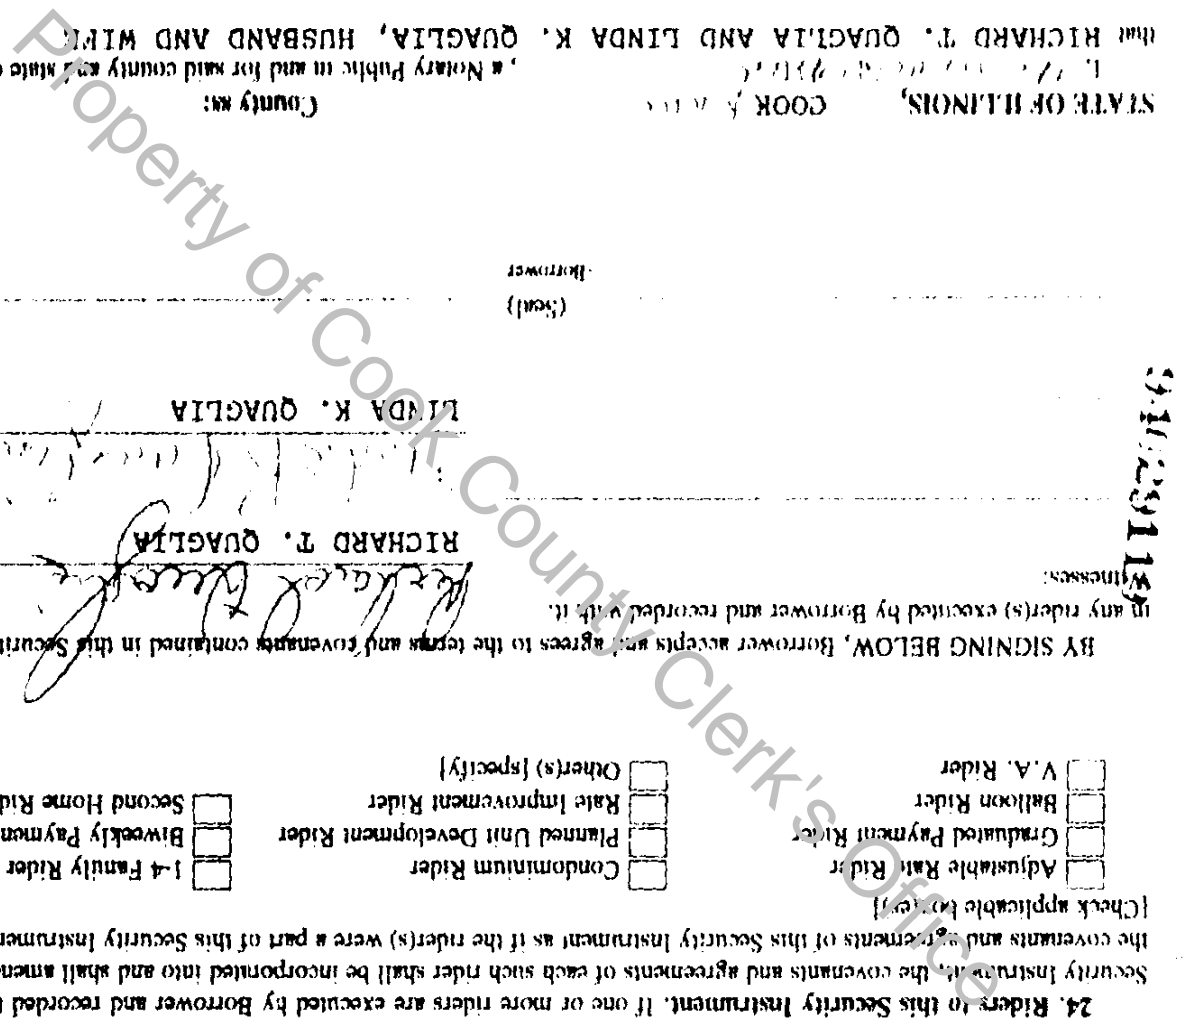 24. Riders to this Security Instrument. If one or more riders are executed by Borrower and recorded
Security Instrument, the covenants and agreements of each such rider shall be incorporated into and shall amen
the covenants and agreements of this Security Instrument as if the rider(s) were a part of this Security Instrumen
[Check applicable box(es)]
Adjustable Rate Rider Condominium Rider 1-4 Family Rider
Graduated Payment Rider Planned Unit Development Rider Biweekly Paymen
Balloon Rider Rate Improvement Rider Second Home Rid
V.A. Rider Other(s) [specify]
BY SIGNING BELOW, Borrower accepts and agrees to the terms and covenants contained in this Securit
in any rider(s) executed by Borrower and recorded with it.
Witnesses:
RICHARD T. QUAGLIA
LINDA K. QUAGLIA
(Seal)
-Borrower
STATE OF ILLINOIS, COOK County ss:
, a Notary Public in and for said county and state
that RICHARD T. QUAGLIA AND LINDA K. QUAGLIA, HUSBAND AND WIFE
Property of Cook County Clerk's Office